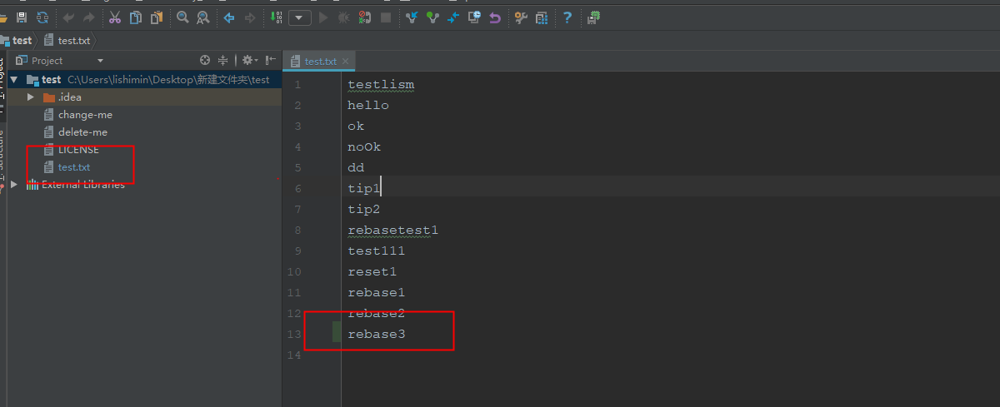 test
test.txt
Project
test.txt
test C:\Users\lishimin\Desktop\新建文件夹\test
.idea
change-me
delete-me
LICENSE
test.txt
External Libraries
1 testlism
2 hello
3 ok
4 noOk
5 dd
6 tip1
7 tip2
8 rebasetest1
9 test111
10 reset1
11 rebase1
12 rebase2
13 rebase3
14